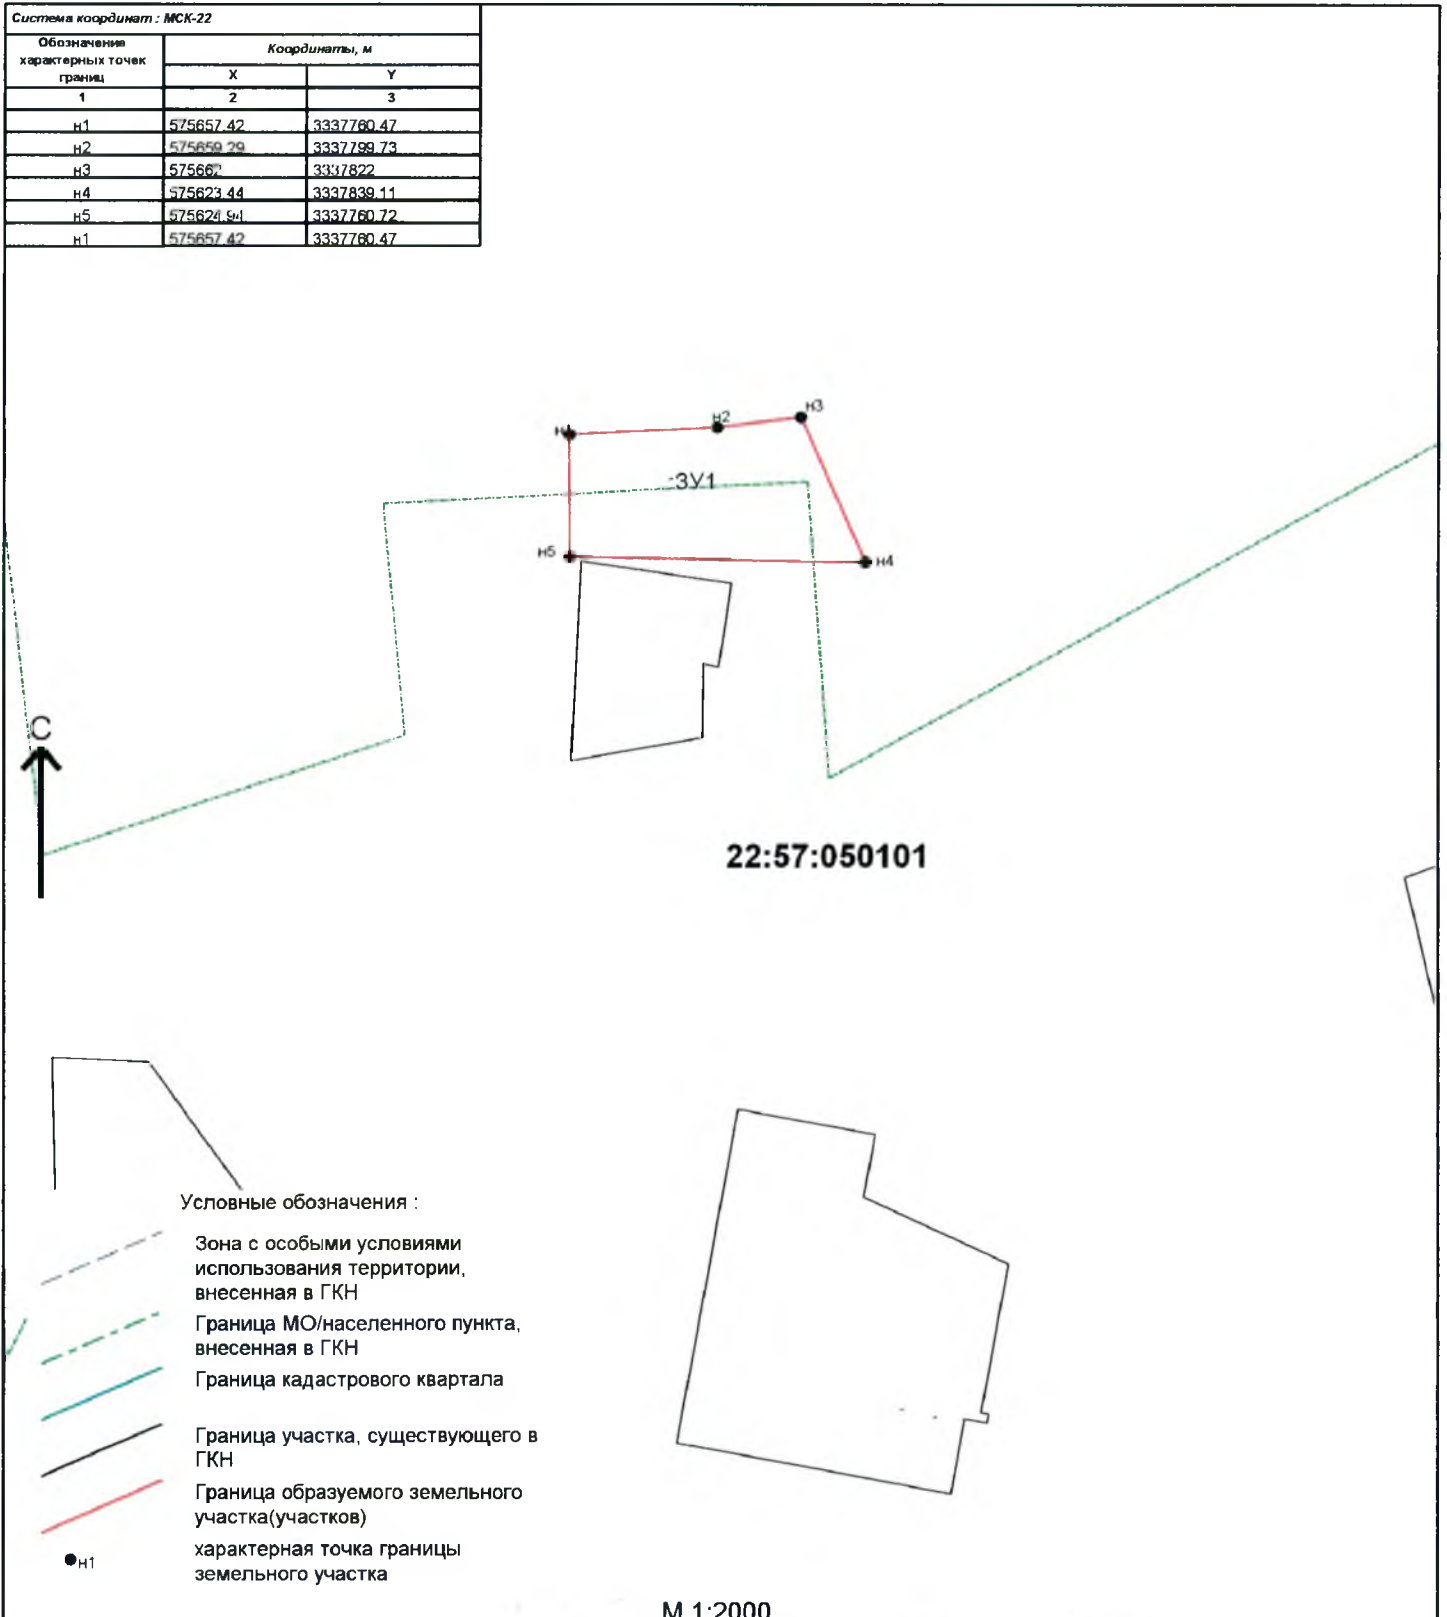 Система координат : МСК-22
Обозначение характерных точек границ
Координаты, м
X Y
1 2 3
н1 575657.42 3337760.47
н2 575659.29 3337799.73
н3 575662 3337822
н4 575623.44 3337839.11
н5 575624.94 3337760.72
н1 575657.42 3337760.47
н2
н3
:ЗУ1
н5
н4
С
22:57:050101
Условные обозначения :
Зона с особыми условиями
использования территории,
внесенная в ГКН
Граница МО/населенного пункта,
внесенная в ГКН
Граница кадастрового квартала
Граница участка, существующего в
ГКН
Граница образуемого земельного
участка(участков)
н1
характерная точка границы
земельного участка
М 1:2000